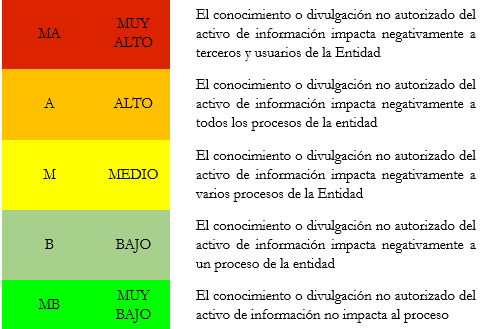 MA
MUY
ALTO
El conocimiento o divulgación no autorizado del
activo de información impacta negativamente a
terceros y usuarios de la Entidad
A
ALTO
El conocimiento o divulgación no autorizado del
activo de información impacta negativamente a
todos los procesos de la entidad
M
MEDIO
El conocimiento o divulgación no autorizado del
activo de información impacta negativamente a
varios procesos de la Entidad
B
BAJO
El conocimiento o divulgación no autorizado del
activo de información impacta negativamente a
un proceso de la entidad
MB
MUY
BAJO
El conocimiento o divulgación no autorizado del
activo de información no impacta al proceso